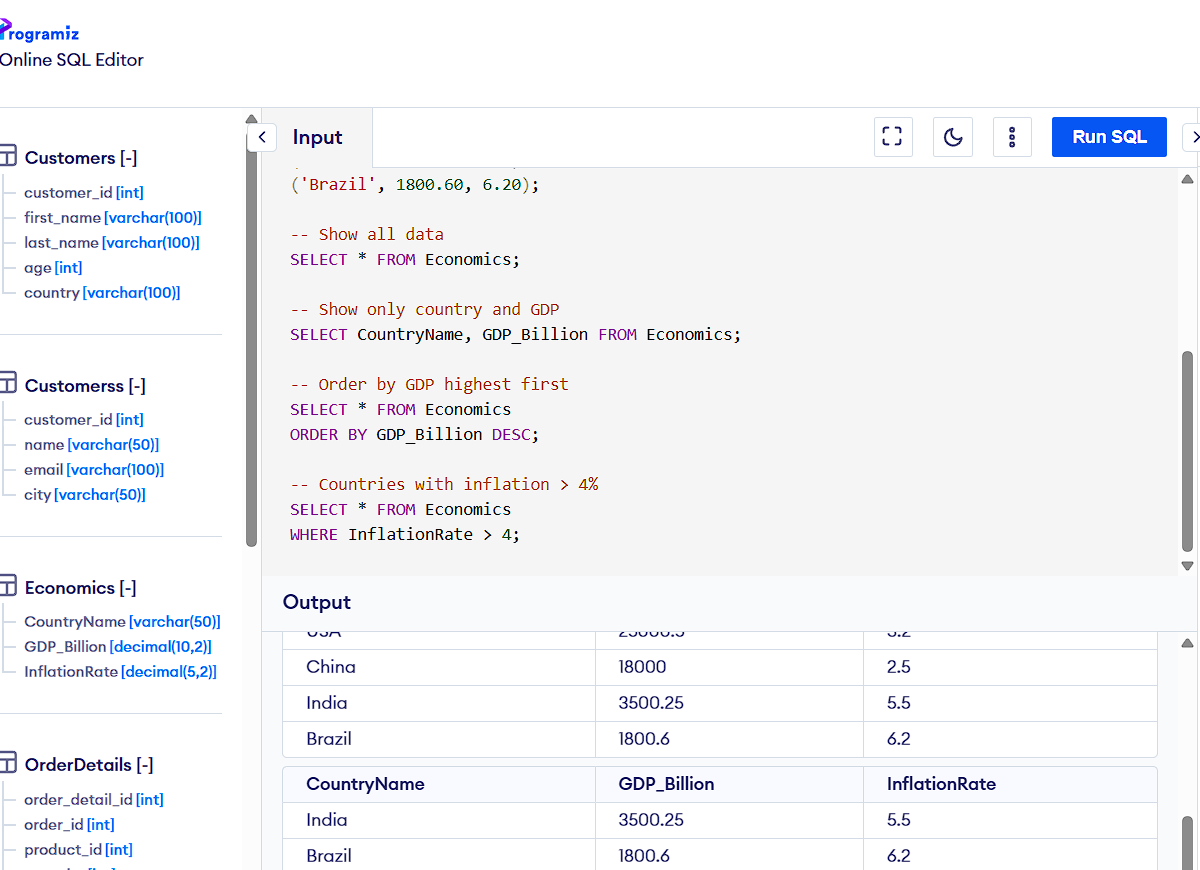 Programiz
Online SQL Editor
Customers [-]
customer_id [int]
first_name [varchar(100)]
last_name [varchar(100)]
age [int]
country [varchar(100)]
Customerss [-]
customer_id [int]
name [varchar(50)]
email [varchar(100)]
city [varchar(50)]
Economics [-]
CountryName [varchar(50)]
GDP_Billion [decimal(10,2)]
InflationRate [decimal(5,2)]
OrderDetails [-]
order_detail_id [int]
order_id [int]
product_id [int]
Input
Run SQL
('Brazil', 1800.60, 6.20);
-- Show all data
SELECT * FROM Economics;
-- Show only country and GDP
SELECT CountryName, GDP_Billion FROM Economics;
-- Order by GDP highest first
SELECT * FROM Economics
ORDER BY GDP_Billion DESC;
-- Countries with inflation > 4%
SELECT * FROM Economics
WHERE InflationRate > 4;
Output
USA 25000.5 3.2
China 18000 2.5
India 3500.25 5.5
Brazil 1800.6 6.2
CountryName GDP_Billion InflationRate
India 3500.25 5.5
Brazil 1800.6 6.2